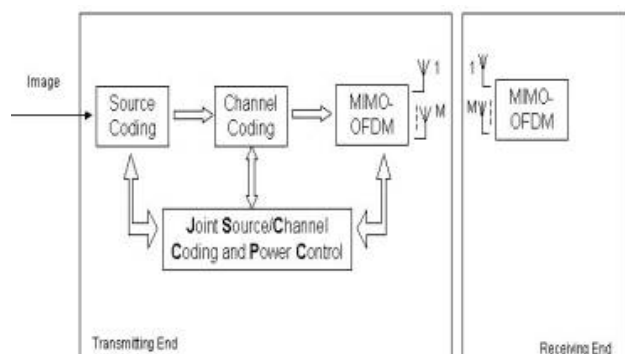 Image
Source
Coding
Channel
Coding
MIMO-
OFDM
1
M
Joint Source/Channel
Coding and Power Control
Transmitting End
1
M'
MIMO-
OFDM
Receiving End